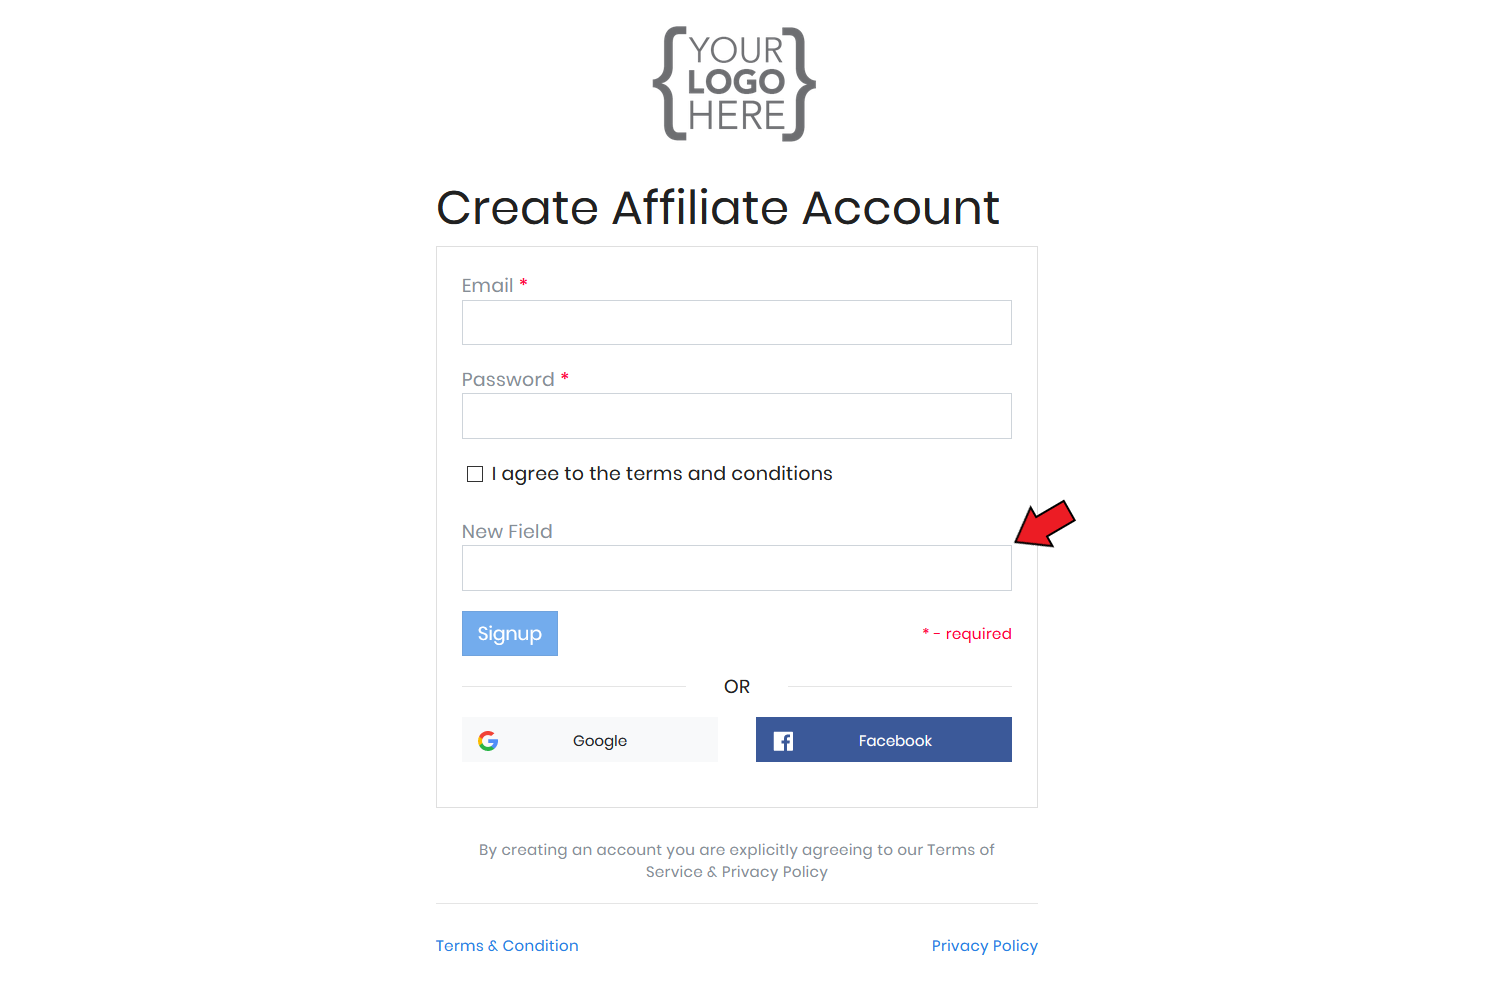 {YOUR
LOGO
HERE}
Create Affiliate Account
Email *
Password *
I agree to the terms and conditions
New Field
Signup
* - required
OR
Google
Facebook
By creating an account you are explicitly agreeing to our Terms of
Service & Privacy Policy
Terms & Condition
Privacy Policy